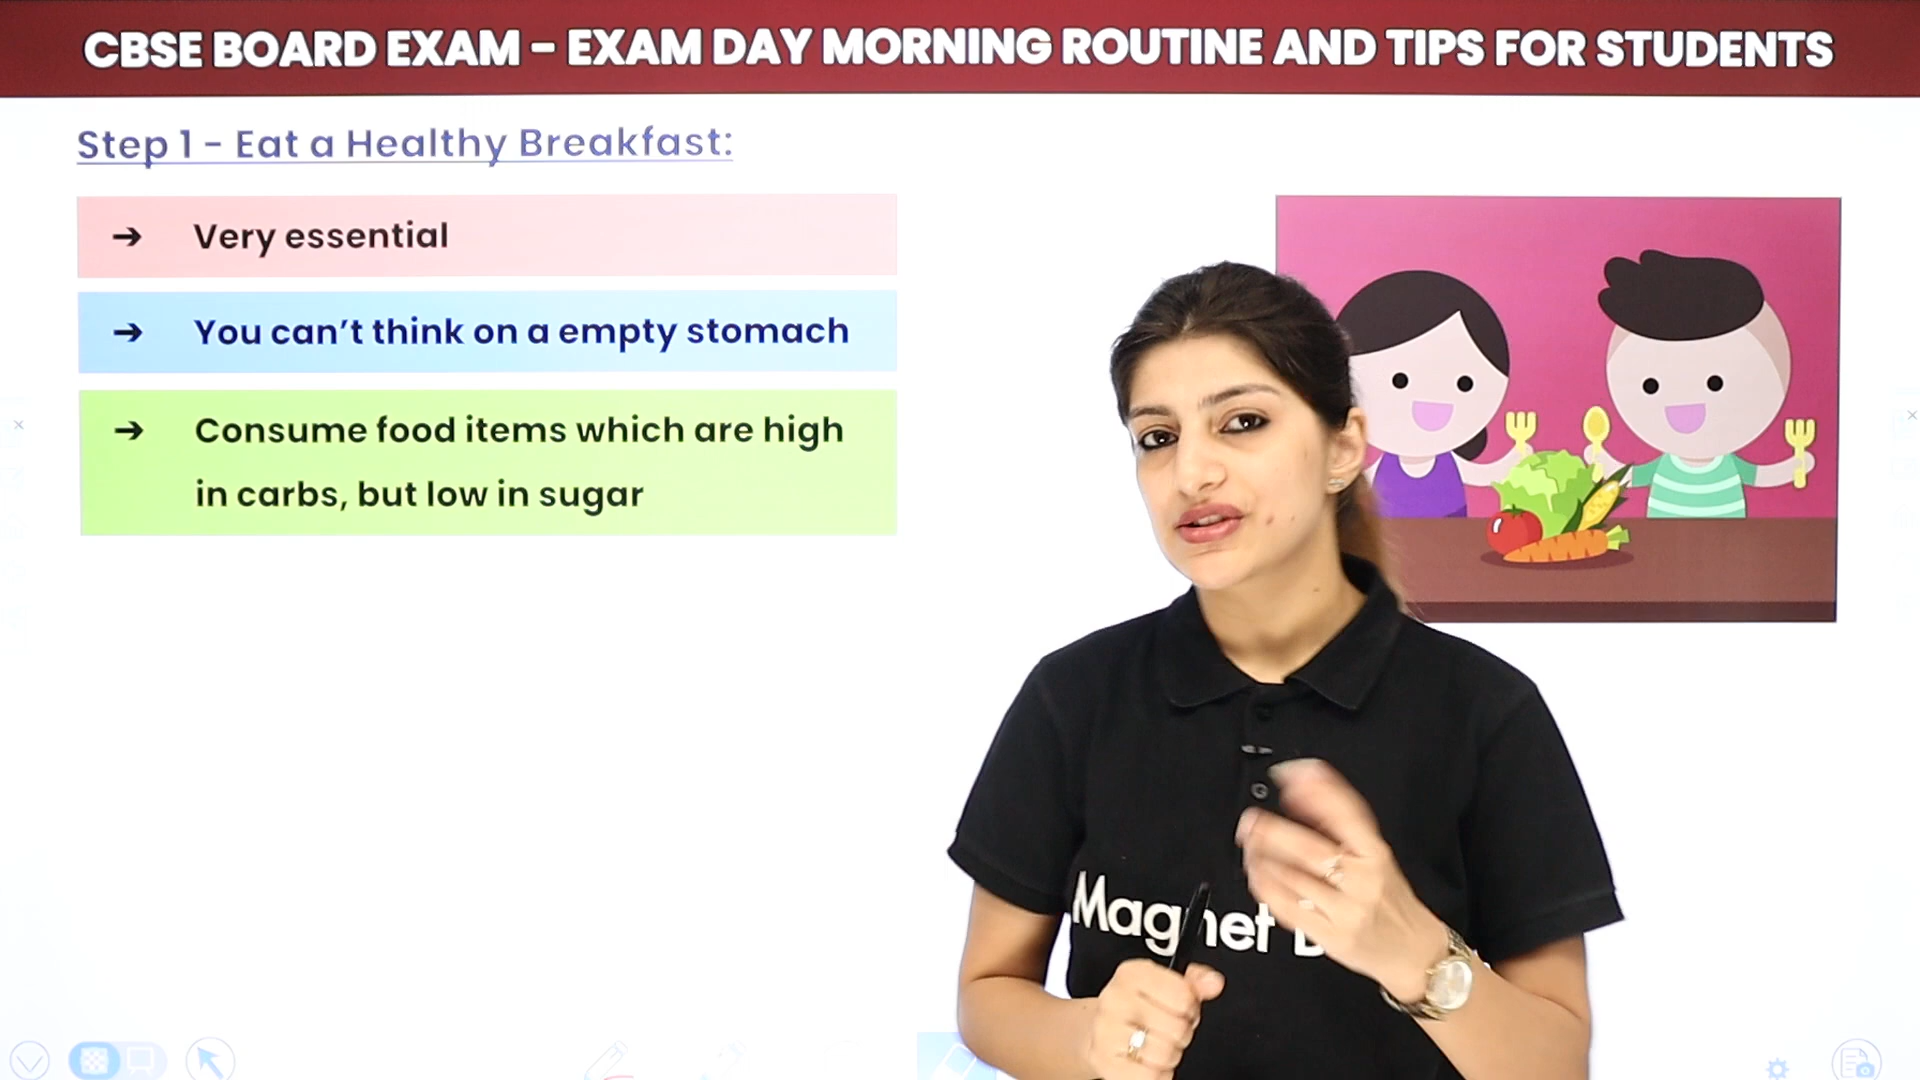 CBSE BOARD EXAM – EXAM DAY MORNING ROUTINE AND TIPS FOR STUDENTS
Step 1 - Eat a Healthy Breakfast:
➔ Very essential
➔ You can’t think on a empty stomach
➔ Consume food items which are high
in carbs, but low in sugar
Magnet